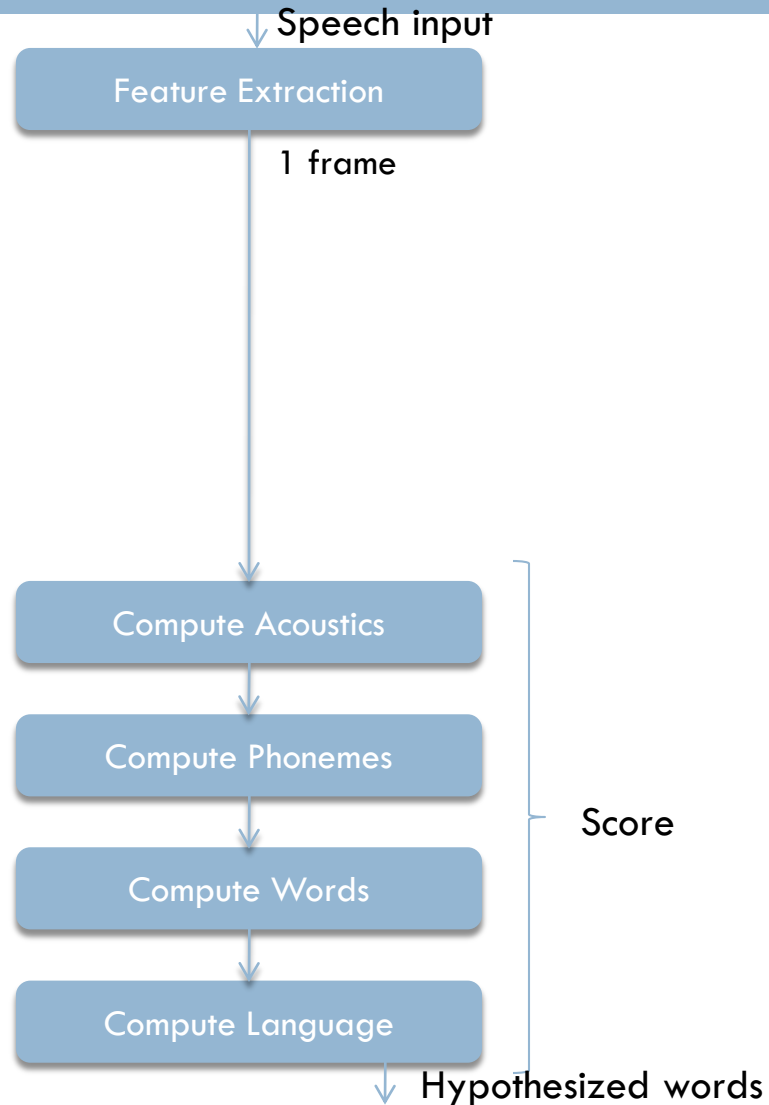 Speech input
Feature Extraction
1 frame
Compute Acoustics
Compute Phonemes
Score
Compute Words
Compute Language
Hypothesized words